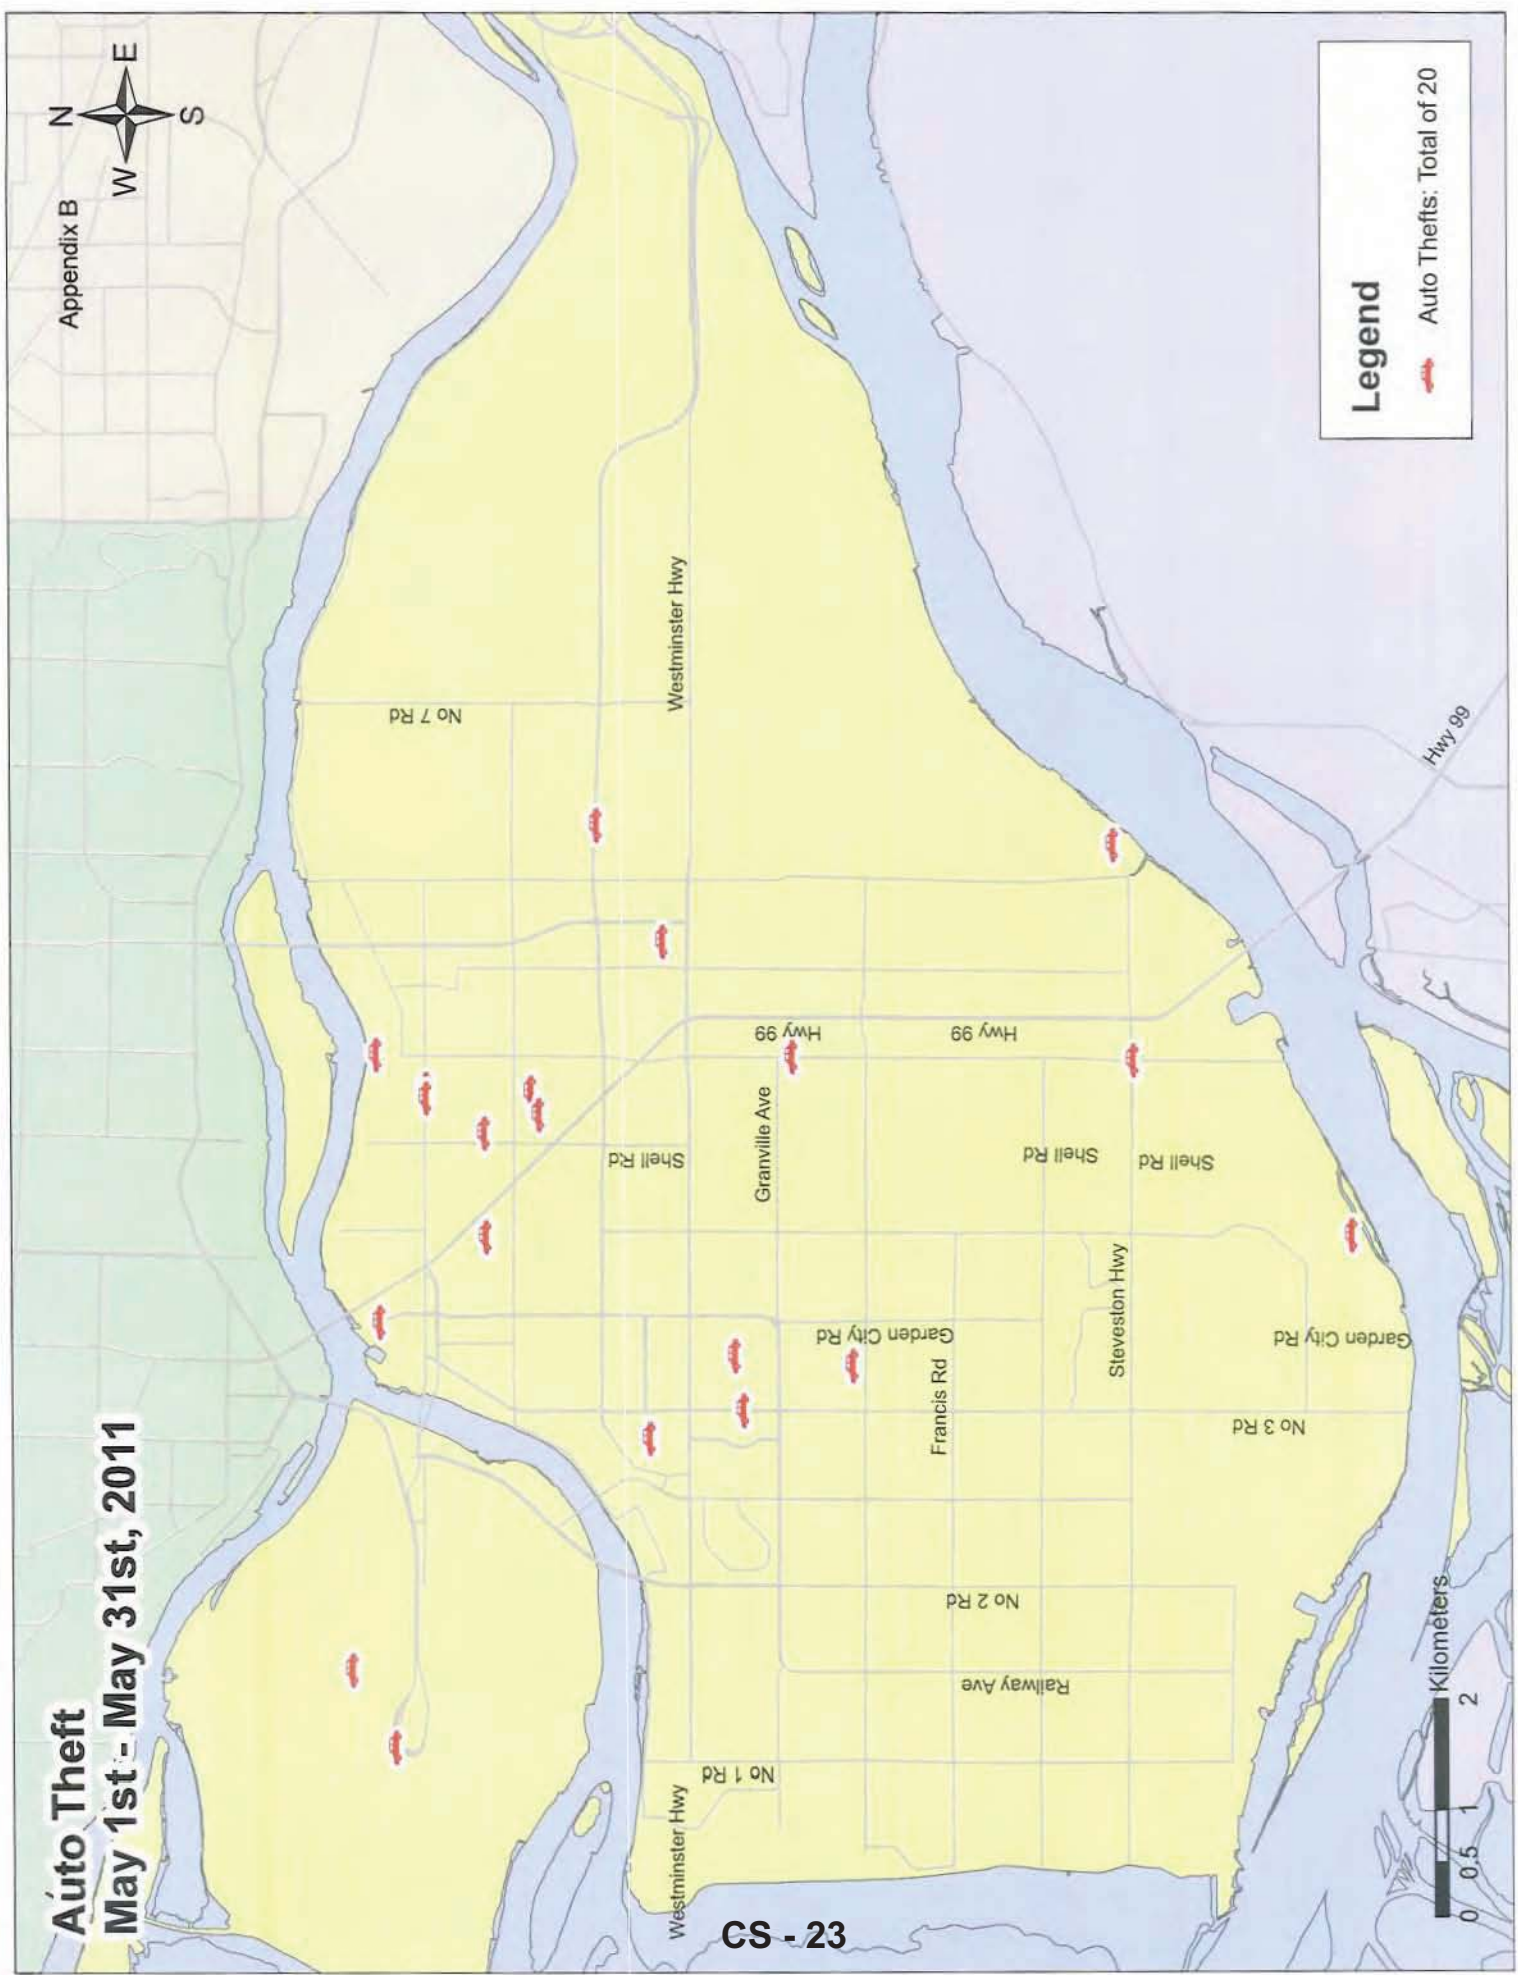 Auto Theft
May 1st - May 31st, 2011
Appendix B
N
W
E
S
No 7 Rd
Westminster Hwy
Hwy 99
Hwy 99
Shell Rd
Granville Ave
Shell Rd
Shell Rd
Garden City Rd
Francis Rd
Steveston Hwy
Garden City Rd
No 3 Rd
No 2 Rd
Railway Ave
No 1 Rd
Westminster Hwy
Hwy 99
Legend
Auto Thefts: Total of 20
Kilometers
0 0.5 1 2
CS - 23